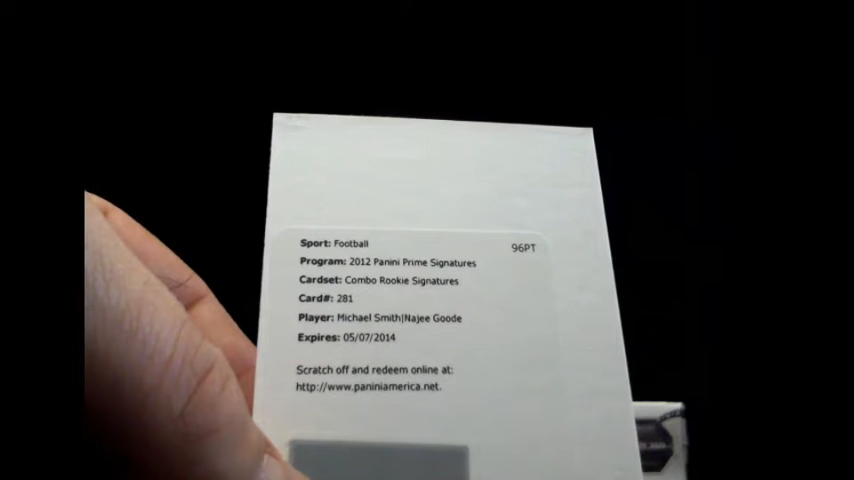 Sport: Football
96PT
Program: 2012 Panini Prime Signatures
Cardset: Combo Rookie Signatures
Card#: 281
Player: Michael Smith|Najee Goode
Expires: 05/07/2014
Scratch off and redeem online at:
http://www.paniniamerica.net.